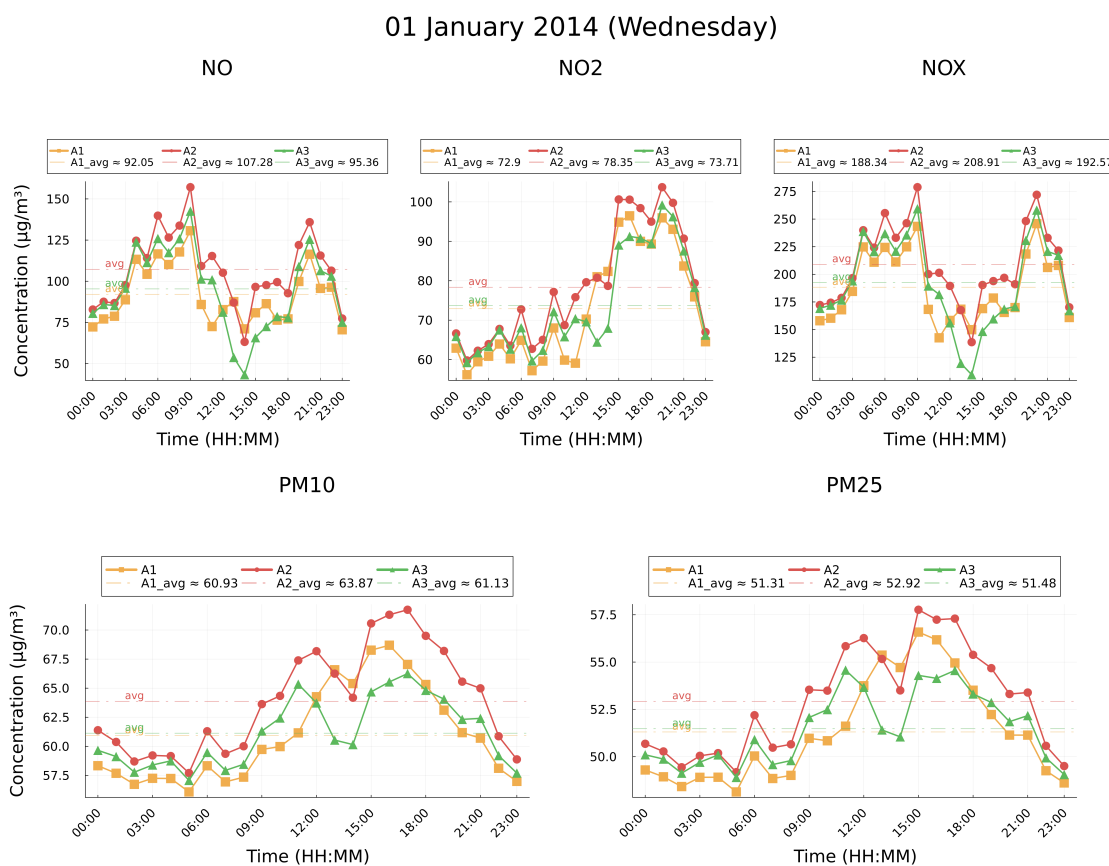 01 January 2014 (Wednesday)
NO
NO2
NOX
A1 A2 A3
A1_avg ≈ 92.05 A2_avg ≈ 107.28 A3_avg ≈ 95.36
A1 A2 A3
A1_avg ≈ 72.9 A2_avg ≈ 78.35 A3_avg ≈ 73.71
A1 A2 A3
A1_avg ≈ 188.34 A2_avg ≈ 208.91 A3_avg ≈ 192.57
Concentration (μg/m³)
150
125
100
75
50
avg
avg
avg
00:00 03:00 06:00 09:00 12:00 15:00 18:00 21:00 23:00
Time (HH:MM)
100
90
80
70
60
avg
avg
avg
00:00 03:00 06:00 09:00 12:00 15:00 18:00 21:00 23:00
Time (HH:MM)
275
250
225
200
175
150
125
avg
avg
avg
00:00 03:00 06:00 09:00 12:00 15:00 18:00 21:00 23:00
Time (HH:MM)
PM10
PM25
A1 A2 A3
A1_avg ≈ 60.93 A2_avg ≈ 63.87 A3_avg ≈ 61.13
A1 A2 A3
A1_avg ≈ 51.31 A2_avg ≈ 52.92 A3_avg ≈ 51.48
Concentration (μg/m³)
70.0
67.5
65.0
62.5
60.0
57.5
avg
avg
avg
00:00 03:00 06:00 09:00 12:00 15:00 18:00 21:00 23:00
Time (HH:MM)
57.5
55.0
52.5
50.0
avg
avg
avg
00:00 03:00 06:00 09:00 12:00 15:00 18:00 21:00 23:00
Time (HH:MM)